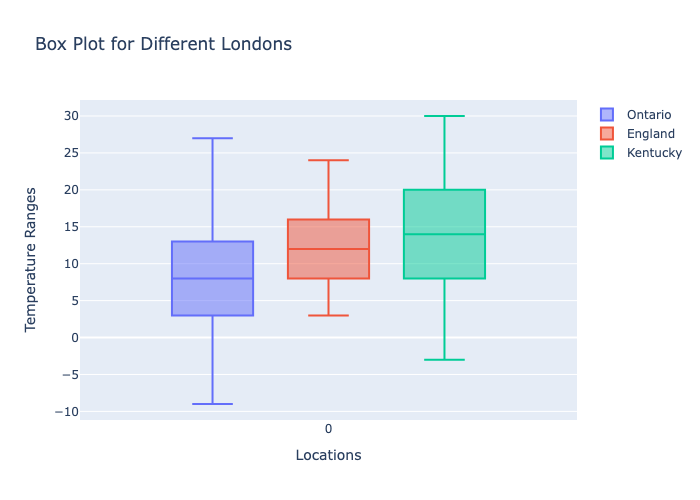 Box Plot for Different Londons
30
25
20
15
10
5
0
−5
−10
Temperature Ranges
0
Locations
Ontario
England
Kentucky